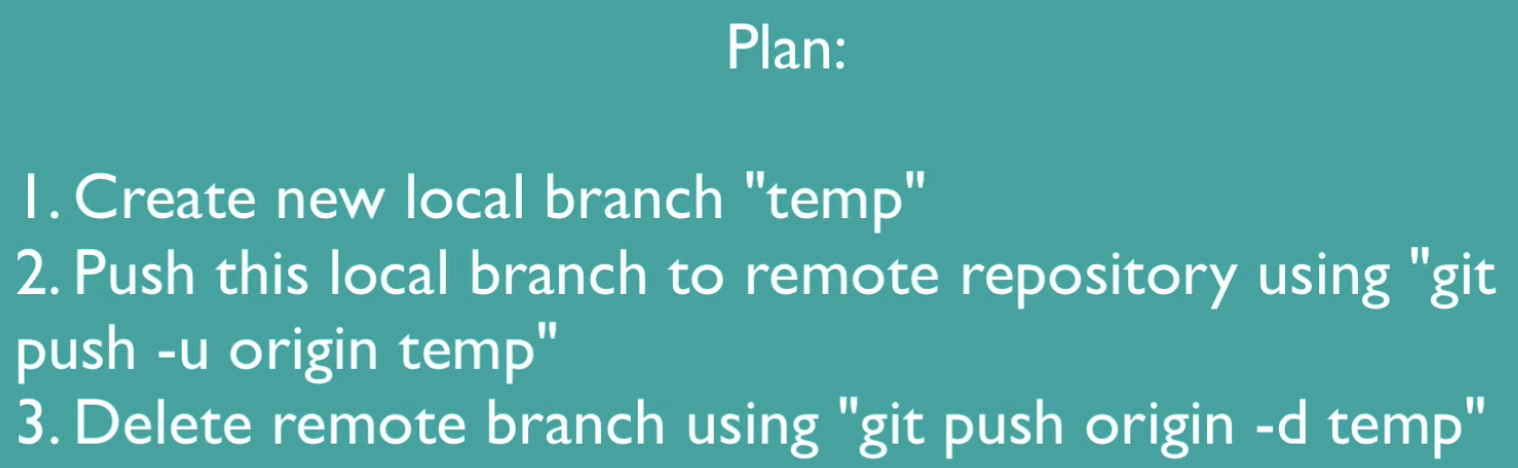 Plan:
1. Create new local branch "temp"
2. Push this local branch to remote repository using "git
push -u origin temp"
3. Delete remote branch using "git push origin -d temp"